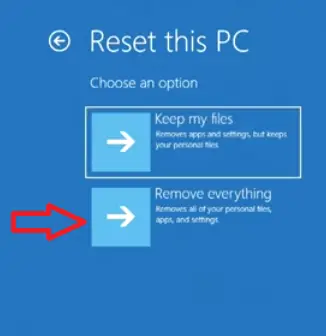 Reset this PC
Choose an option
Keep my files
Removes apps and settings, but keeps
your personal files
Remove everything
Removes all of your personal files,
apps, and settings